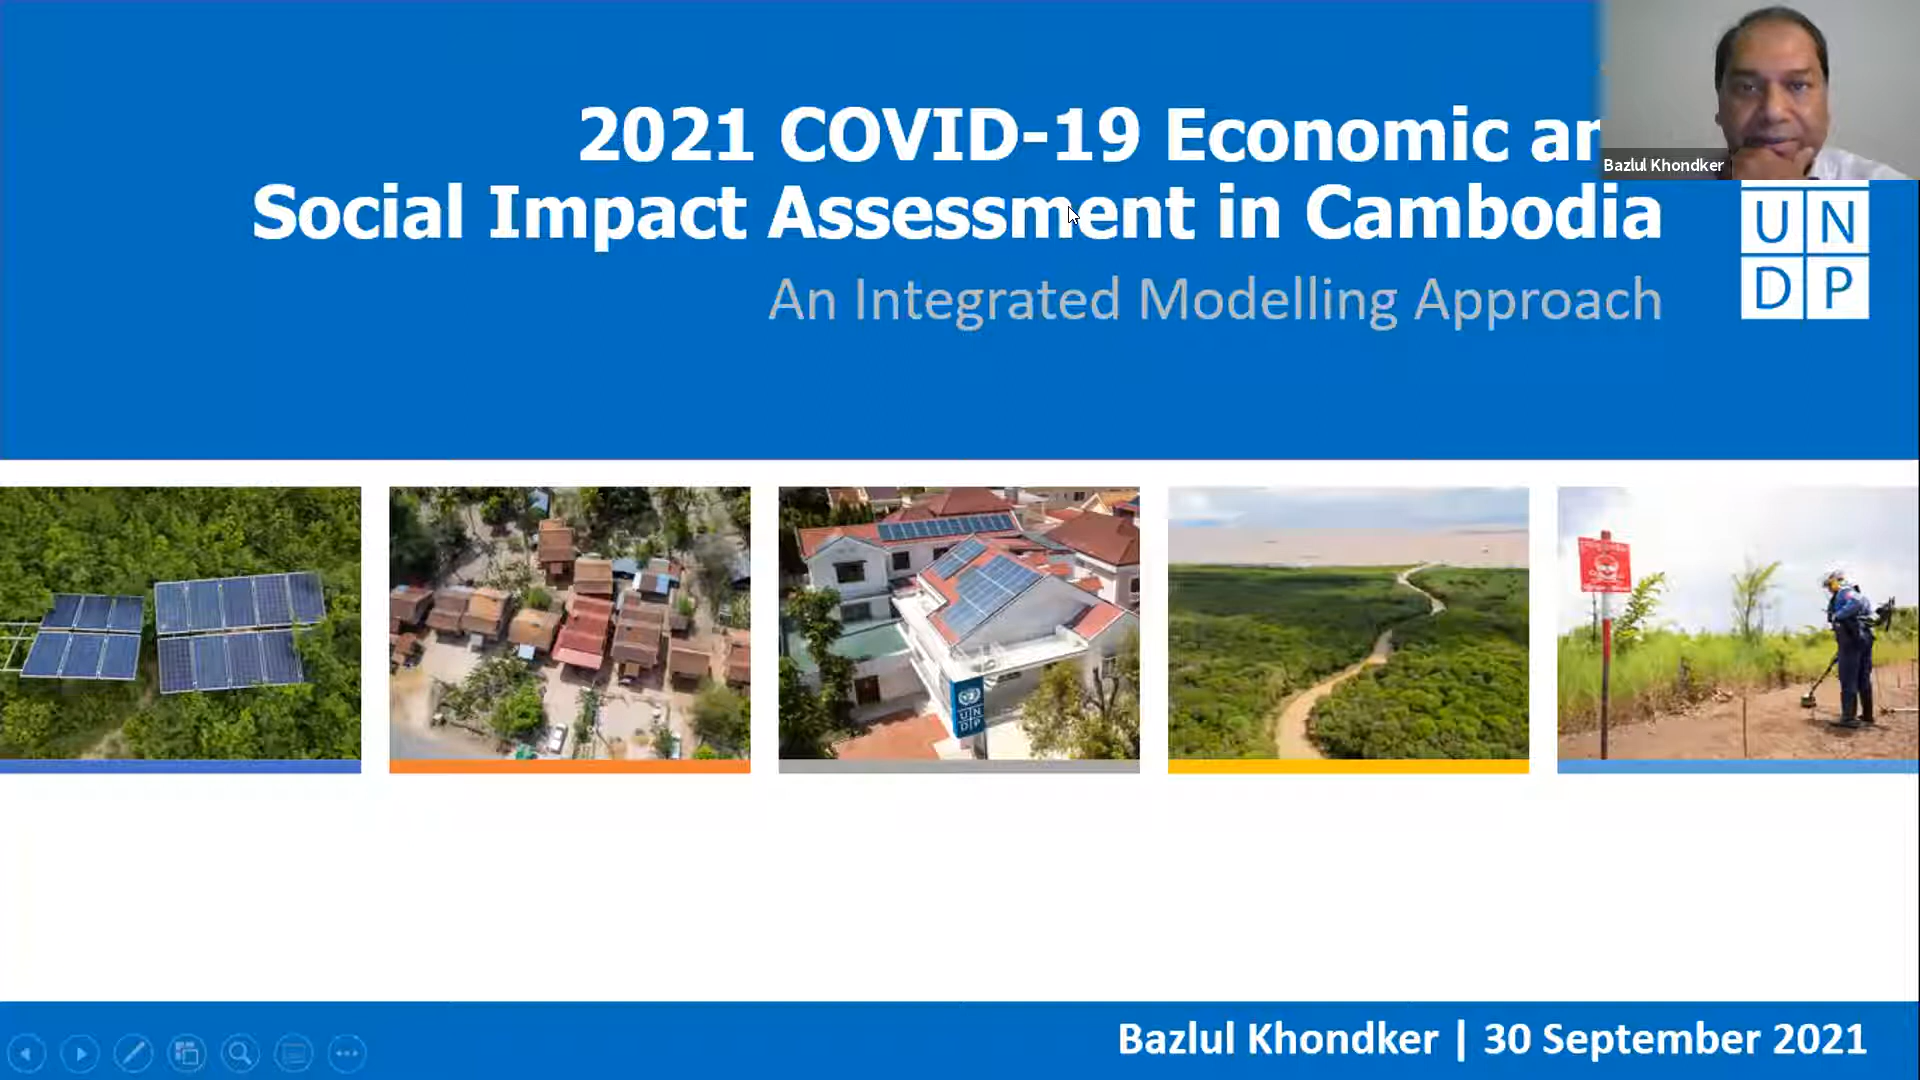 2021 COVID-19 Economic an
Bazlul Khondker
Social Impact Assessment in Cambodia
An Integrated Modelling Approach
U N
D P
U N
D P
Bazlul Khondker | 30 September 2021